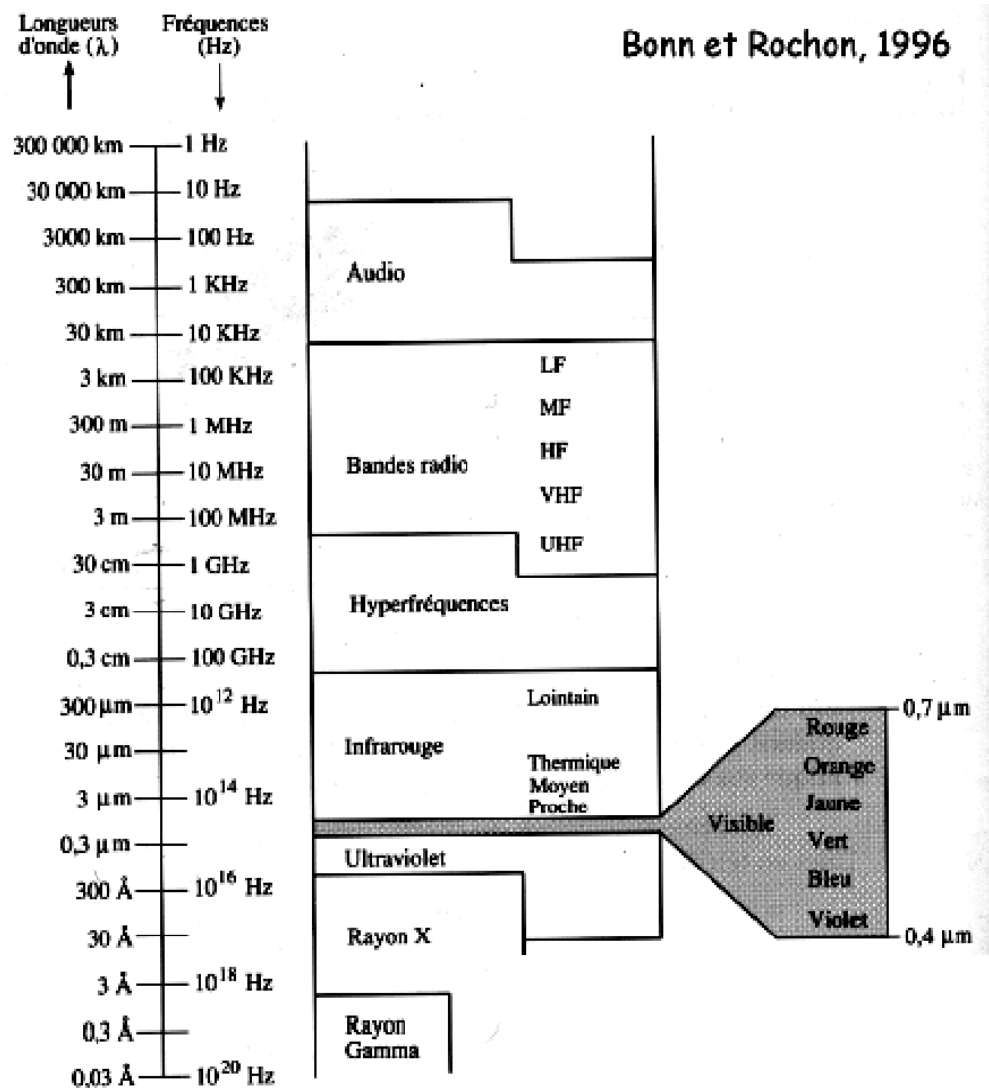 Longueurs
d'onde (λ)
Fréquences
(Hz)
Bonn et Rochon, 1996
300 000 km
1 Hz
30 000 km
10 Hz
3000 km
100 Hz
300 km
1 KHz
30 km
10 KHz
3 km
100 KHz
300 m
1 MHz
30 m
10 MHz
3 m
100 MHz
30 cm
1 GHz
3 cm
10 GHz
0,3 cm
100 GHz
300 μm
10¹² Hz
30 μm
3 μm
10¹⁴ Hz
0,3 μm
300 Å
10¹⁶ Hz
30 Å
3 Å
10¹⁸ Hz
0,3 Å
0,03 Å
10²⁰ Hz
Audio
Bandes radio
LF
MF
HF
VHF
UHF
Hyperfréquences
Infrarouge
Lointain
Thermique
Moyen
Proche
Ultraviolet
Rayon X
Rayon
Gamma
Visible
0,7 μm
Rouge
Orange
Jaune
Vert
Bleu
Violet
0,4 μm